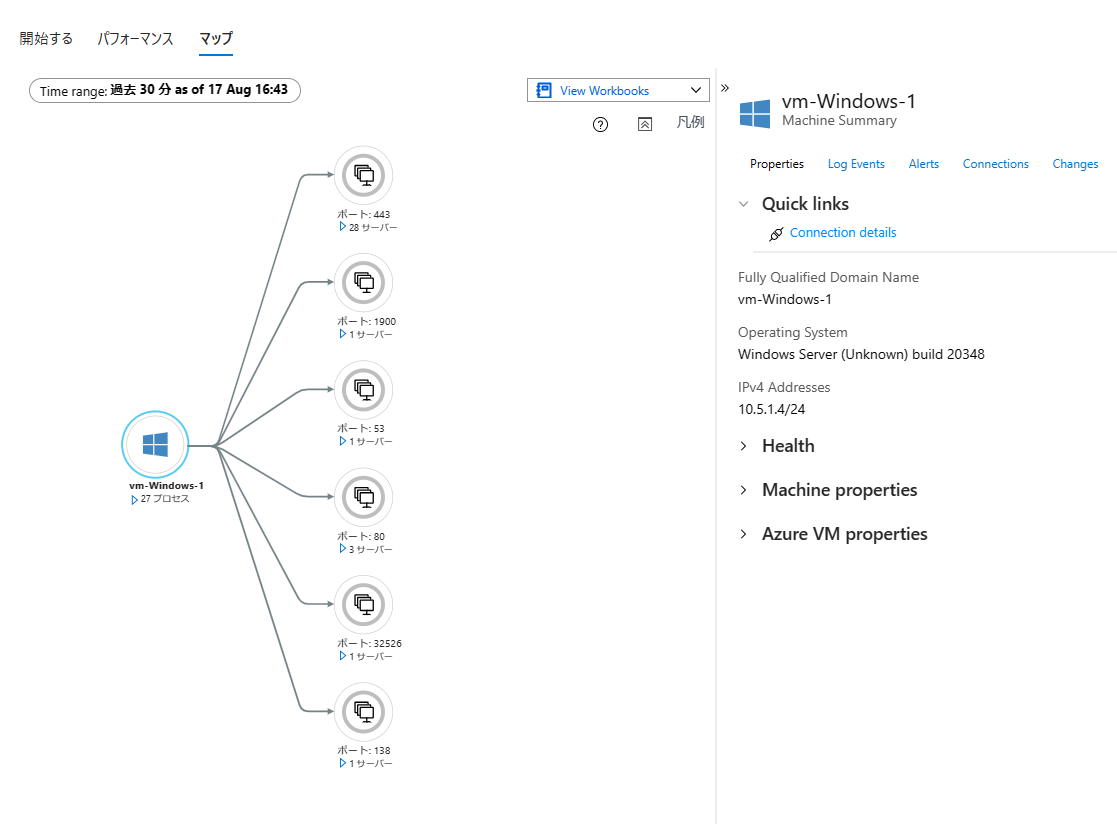 開始する パフォーマンス マップ
Time range: 過去 30 分 as of 17 Aug 16:43
View Workbooks
凡例
ポート: 443
28 サーバー
ポート: 1900
1 サーバー
ポート: 53
1 サーバー
vm-Windows-1
27 プロセス
ポート: 80
3 サーバー
ポート: 32526
1 サーバー
ポート: 138
1 サーバー
vm-Windows-1
Machine Summary
Properties Log Events Alerts Connections Changes
Quick links
Connection details
Fully Qualified Domain Name
vm-Windows-1
Operating System
Windows Server (Unknown) build 20348
IPv4 Addresses
10.5.1.4/24
Health
Machine properties
Azure VM properties